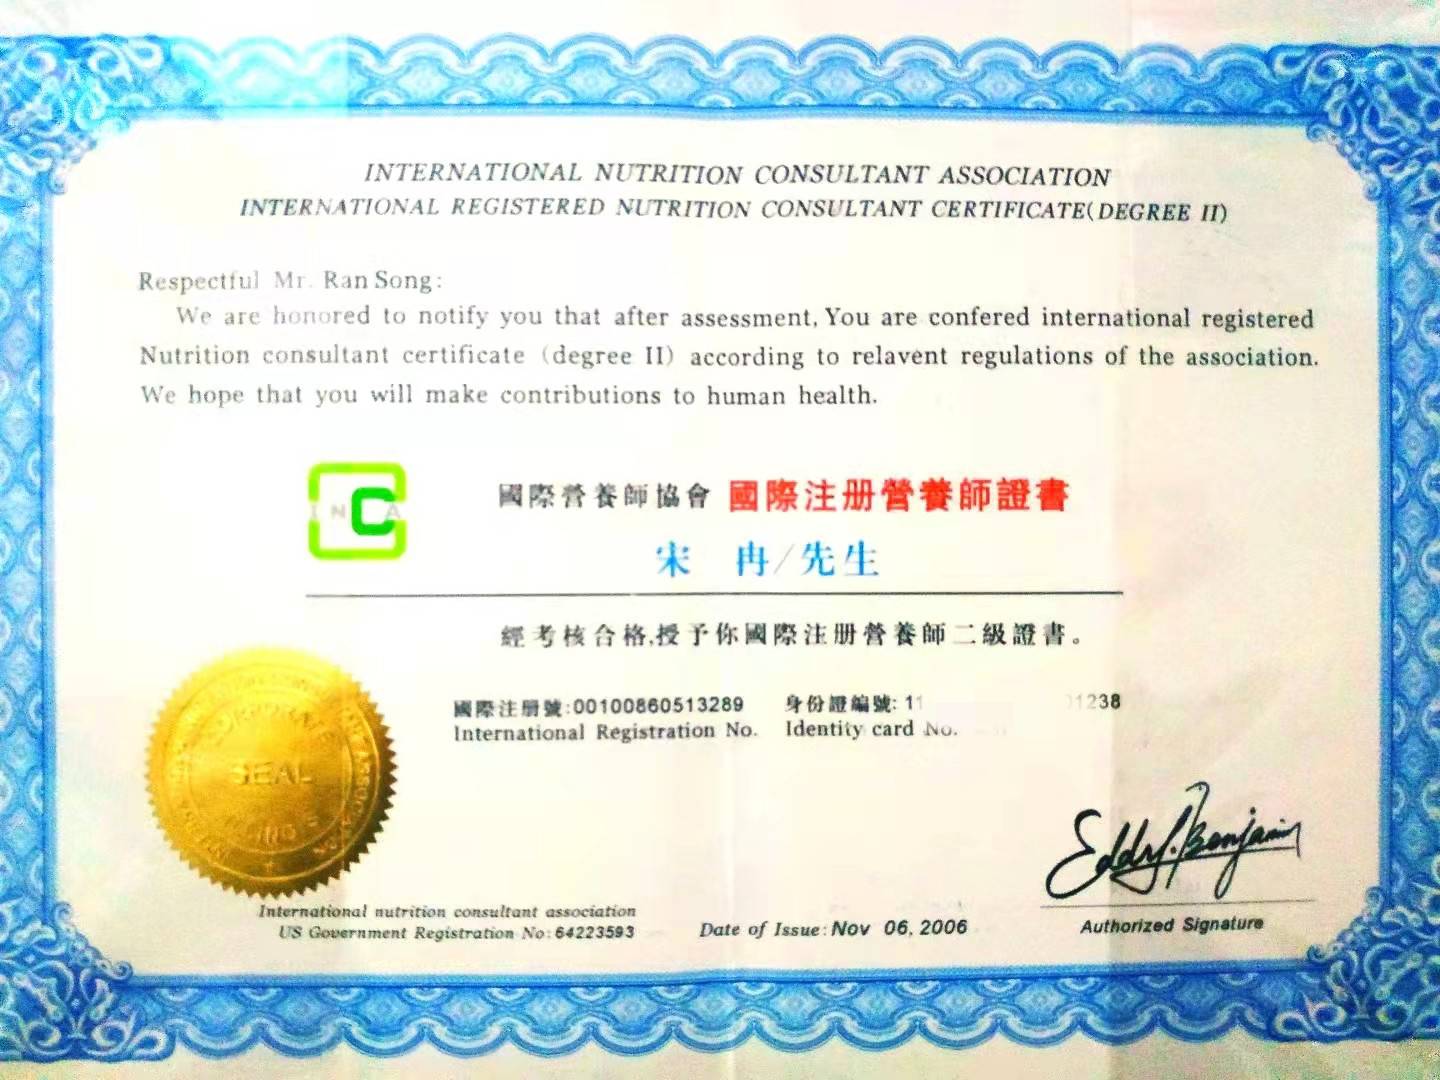 INTERNATIONAL NUTRITION CONSULTANT ASSOCIATION
INTERNATIONAL REGISTERED NUTRITION CONSULTANT CERTIFICATE(DEGREE II)
Respectful Mr. Ran Song:
We are honored to notify you that after assessment, You are confered international registered
Nutrition consultant certificate (degree II) according to relavent regulations of the association.
We hope that you will make contributions to human health.
INCA
國際營養師協會 國際注册營養師證書
宋 冉/先生
經考核合格,授予你國際注册營養師二級證書。
國際注册號:00100860513289 身份證編號: 11 1238
International Registration No. Identity card No.
CORPORATE
SEAL
International nutrition consultant association
US Government Registration No:64223593
Date of Issue:Nov 06, 2006
Eddy J. Benjamin
Authorized Signature